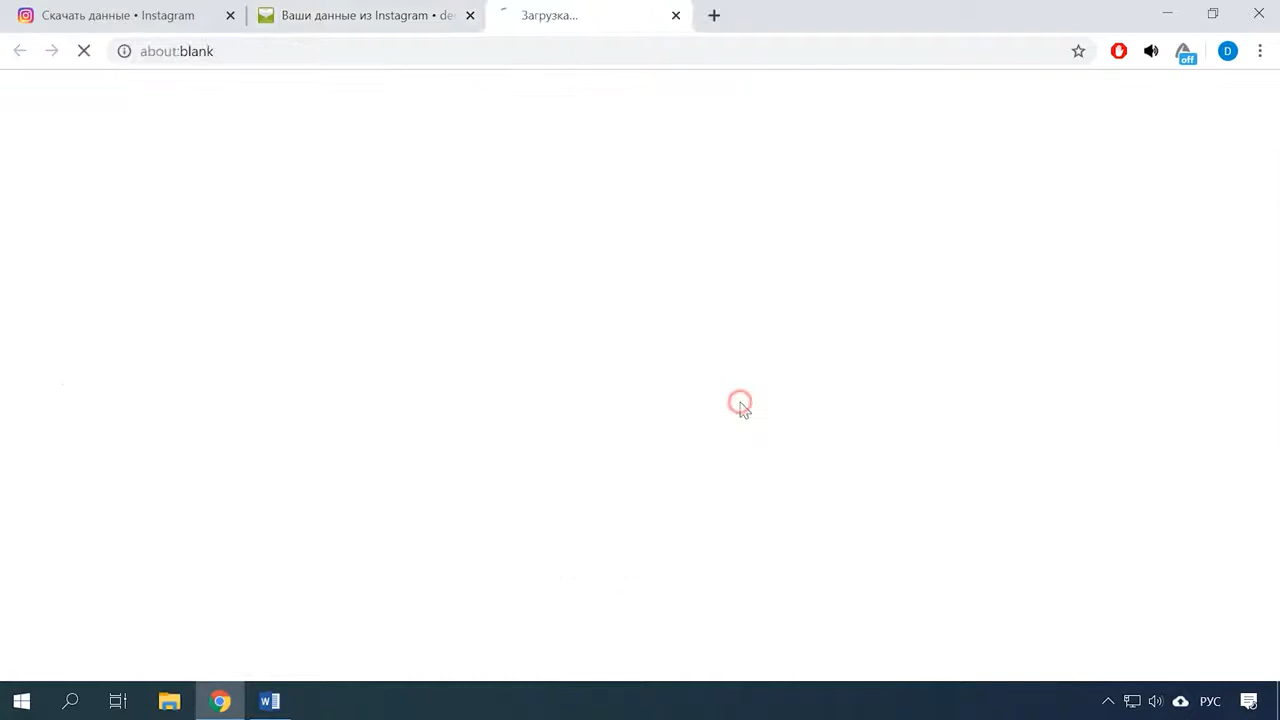 Скачать данные • Instagram
Ваши данные из Instagram • de
Загрузка...
about:blank
off
D
РУС